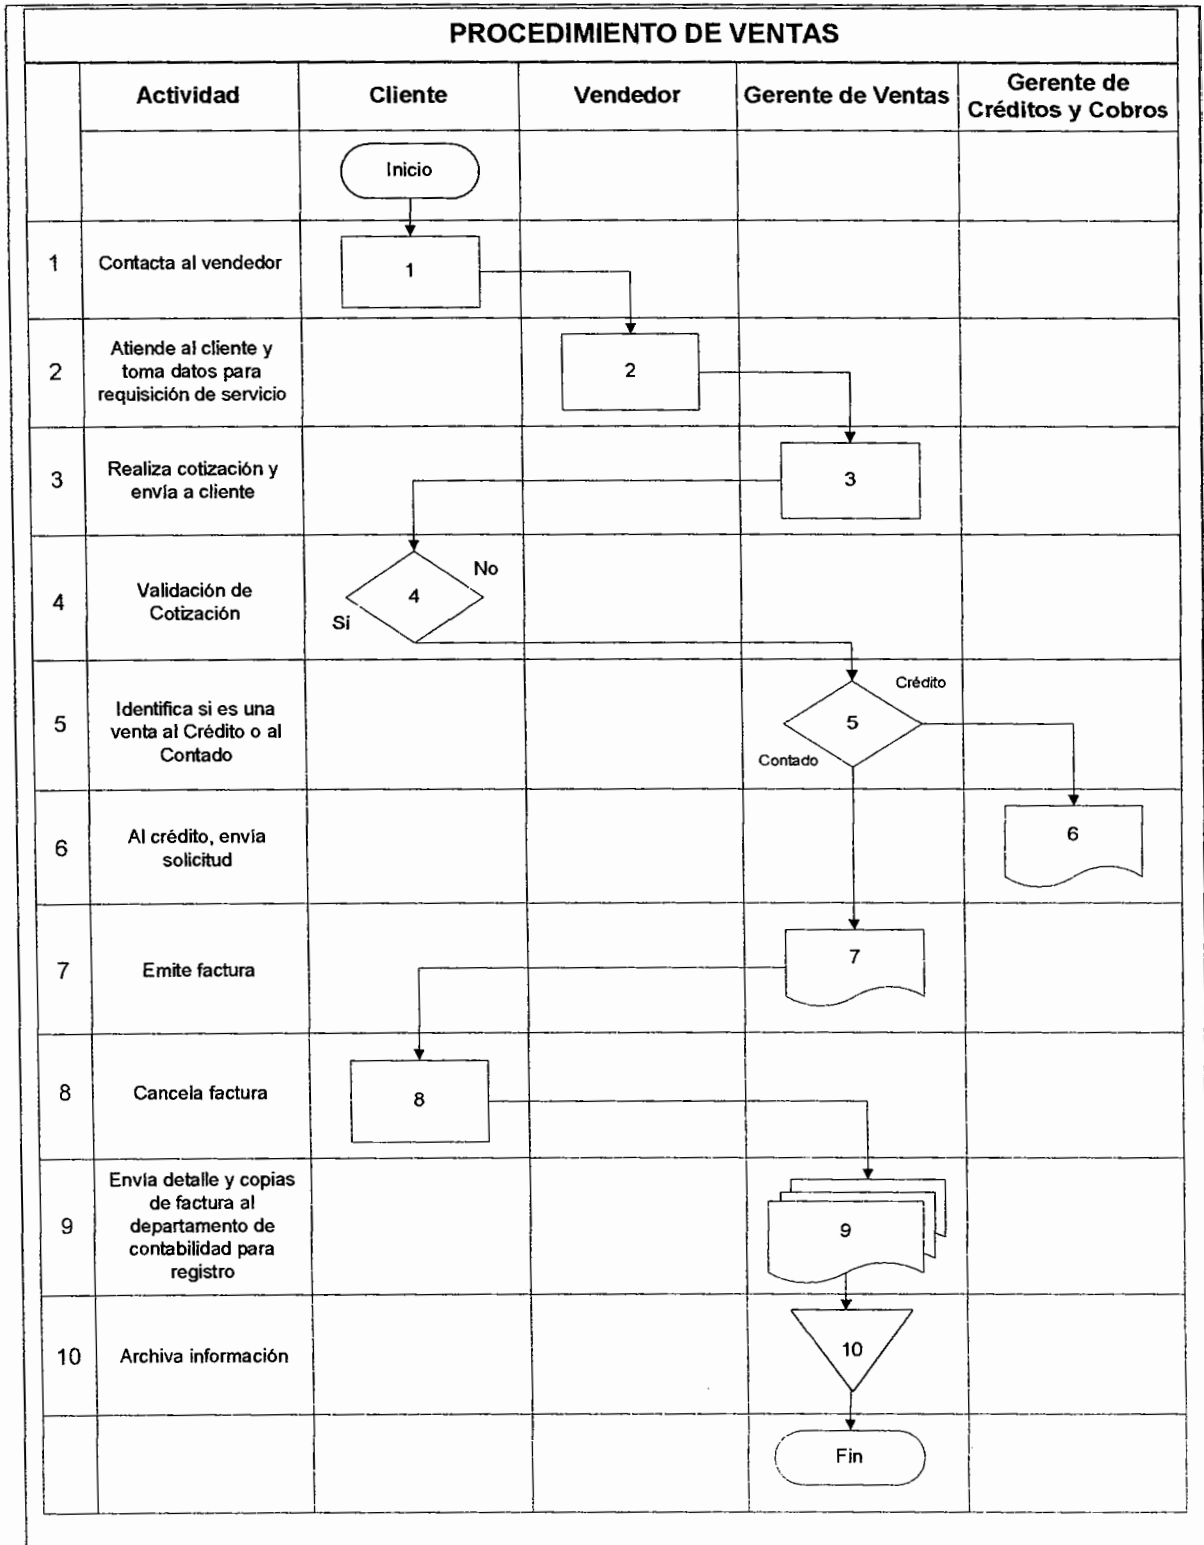 PROCEDIMIENTO DE VENTAS
Actividad
Cliente
Vendedor
Gerente de Ventas
Gerente de
Créditos y Cobros
Inicio
1
Contacta al vendedor
1
2
Atiende al cliente y
toma datos para
requisición de servicio
2
3
Realiza cotización y
envía a cliente
3
4
Validación de
Cotización
4
No
Si
5
Identifica si es una
venta al Crédito o al
Contado
5
Crédito
Contado
6
Al crédito, envía
solicitud
6
7
Emite factura
7
8
Cancela factura
8
9
Envía detalle y copias
de factura al
departamento de
contabilidad para
registro
9
10
Archiva información
10
Fin